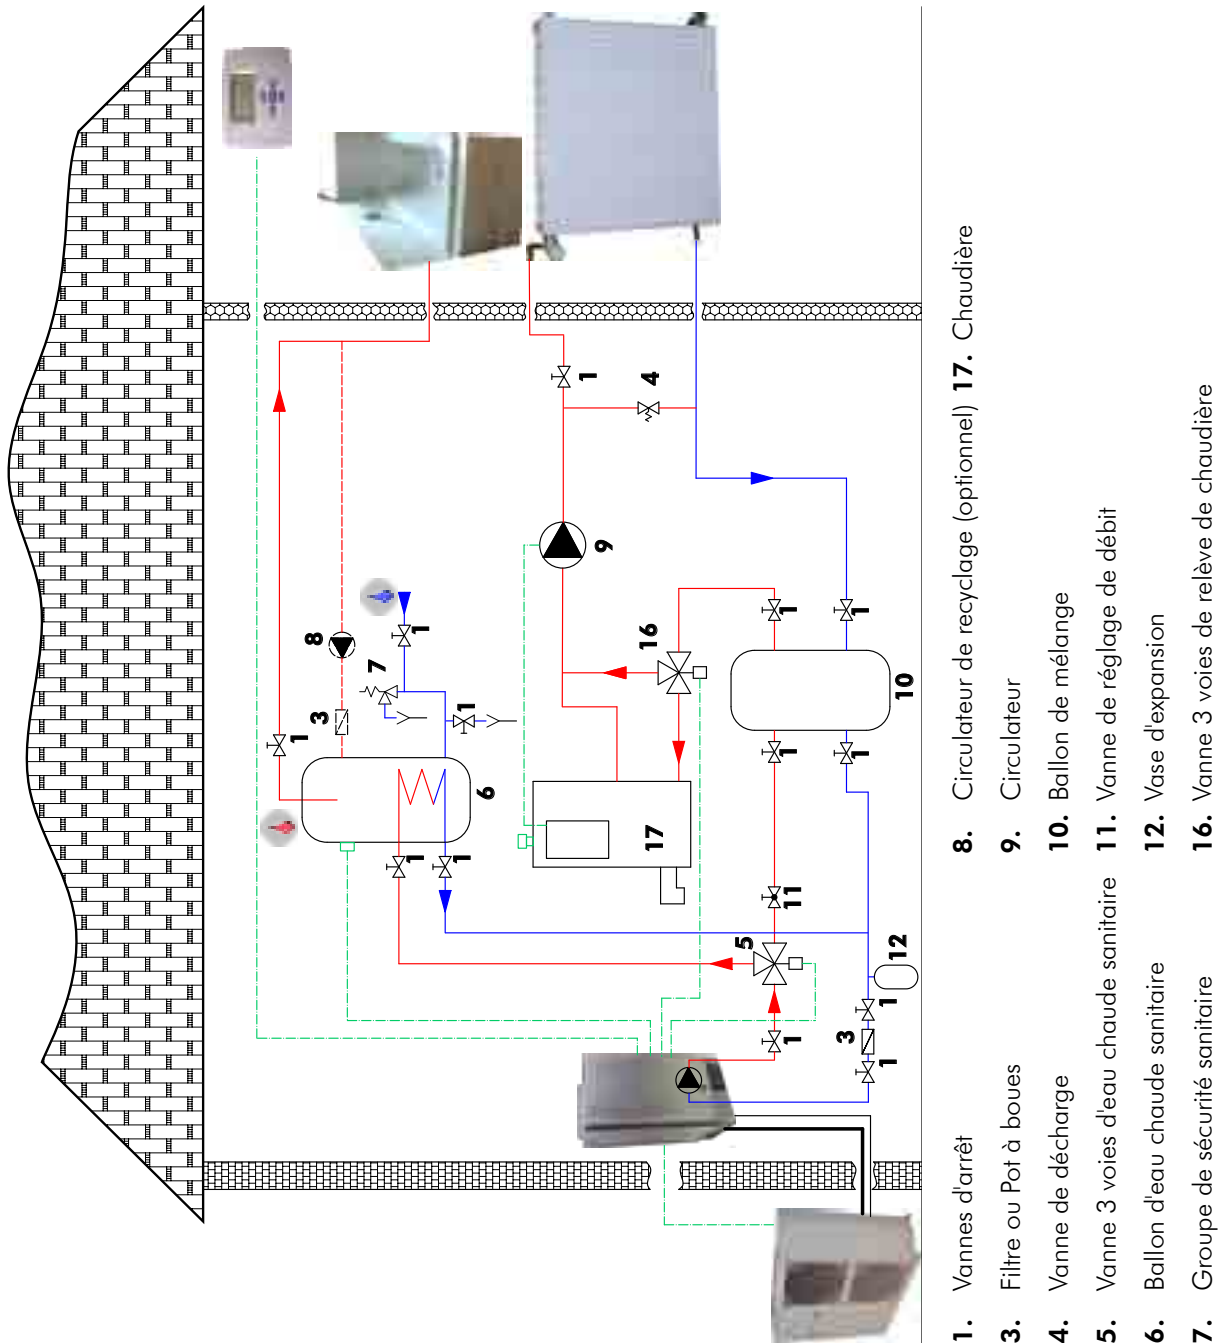 8
3
7
1
1
1
6
1
1
17
9
1
4
16
1
1
10
1
1
11
5
12
1
3
1
1
1. Vannes d'arrêt
3. Filtre ou Pot à boues
4. Vanne de décharge
5. Vanne 3 voies d'eau chaude sanitaire
6. Ballon d'eau chaude sanitaire
7. Groupe de sécurité sanitaire
8. Circulateur de recyclage (optionnel)
9. Circulateur
10. Ballon de mélange
11. Vanne de réglage de débit
12. Vase d'expansion
16. Vanne 3 voies de relève de chaudière
17. Chaudière